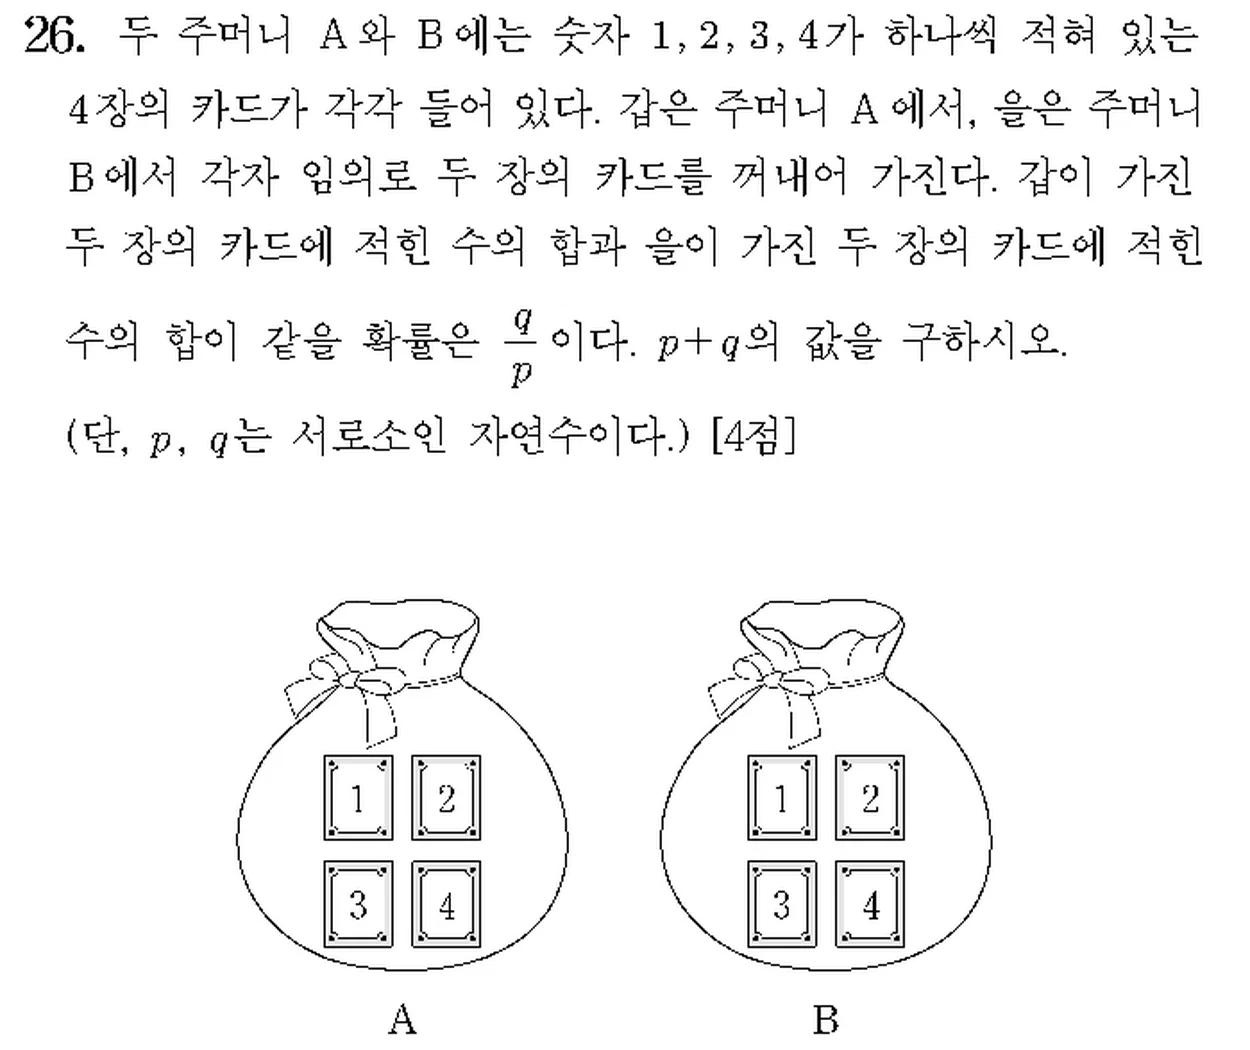 26. 두 주머니 A와 B에는 숫자 1, 2, 3, 4가 하나씩 적혀 있는
4장의 카드가 각각 들어 있다. 갑은 주머니 A에서, 을은 주머니
B에서 각자 임의로 두 장의 카드를 꺼내어 가진다. 갑이 가진
두 장의 카드에 적힌 수의 합과 을이 가진 두 장의 카드에 적힌
수의 합이 같을 확률은 q/p이다. p+q의 값을 구하시오.
(단, p, q는 서로소인 자연수이다.) [4점]
1 2 1 2
3 4 3 4
A B